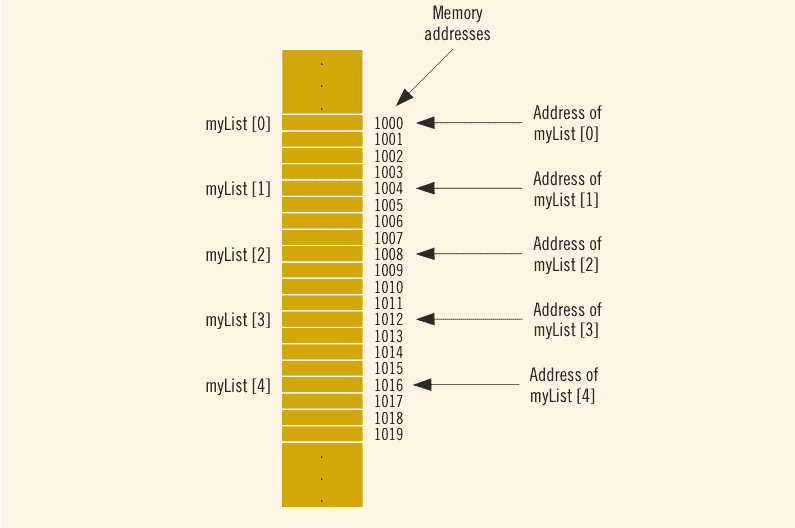 Memory
addresses
.
.
.
myList [0] 1000 Address of
myList [0]
1001
1002
1003
myList [1] 1004 Address of
myList [1]
1005
1006
1007
myList [2] 1008 Address of
myList [2]
1009
1010
1011
myList [3] 1012 Address of
myList [3]
1013
1014
1015
myList [4] 1016 Address of
myList [4]
1017
1018
1019
.
.
.